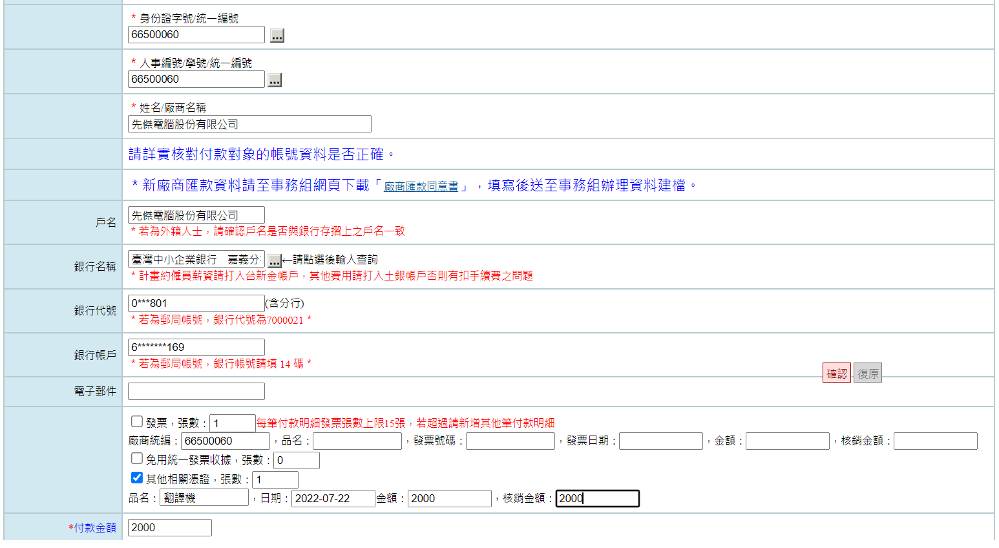 * 身份證字號/統一編號
66500060 ...
* 人事編號/學號/統一編號
66500060 ...
* 姓名/廠商名稱
先傑電腦股份有限公司
請詳實核對付款對象的帳號資料是否正確。
* 新廠商匯款資料請至事務組網頁下載「廠商匯款同意書」，填寫後送至事務組辦理資料建檔。
戶名 先傑電腦股份有限公司
* 若為外籍人士，請確認戶名是否與銀行存摺上之戶名一致
銀行名稱 臺灣中小企業銀行　嘉義分 ... ←請點選後輸入查詢
* 計畫約僱員薪資請打入台新金帳戶，其他費用請打入土銀帳戶否則有扣手續費之問題
銀行代號 0***801 (含分行)
* 若為郵局帳號，銀行代號為7000021 *
銀行帳戶 6*******169
* 若為郵局帳號，銀行帳號請填 14 碼 *
確認 復原
電子郵件
發票，張數：1 每筆付款明細發票張數上限15張，若超過請新增其他筆付款明細
廠商統編：66500060 ，品名： ，發票號碼： ，發票日期： ，金額： ，核銷金額：
免用統一發票收據，張數：0
其他相關憑證，張數：1
品名：翻譯機 ，日期：2022-07-22 金額：2000 ，核銷金額：2000
*付款金額 2000